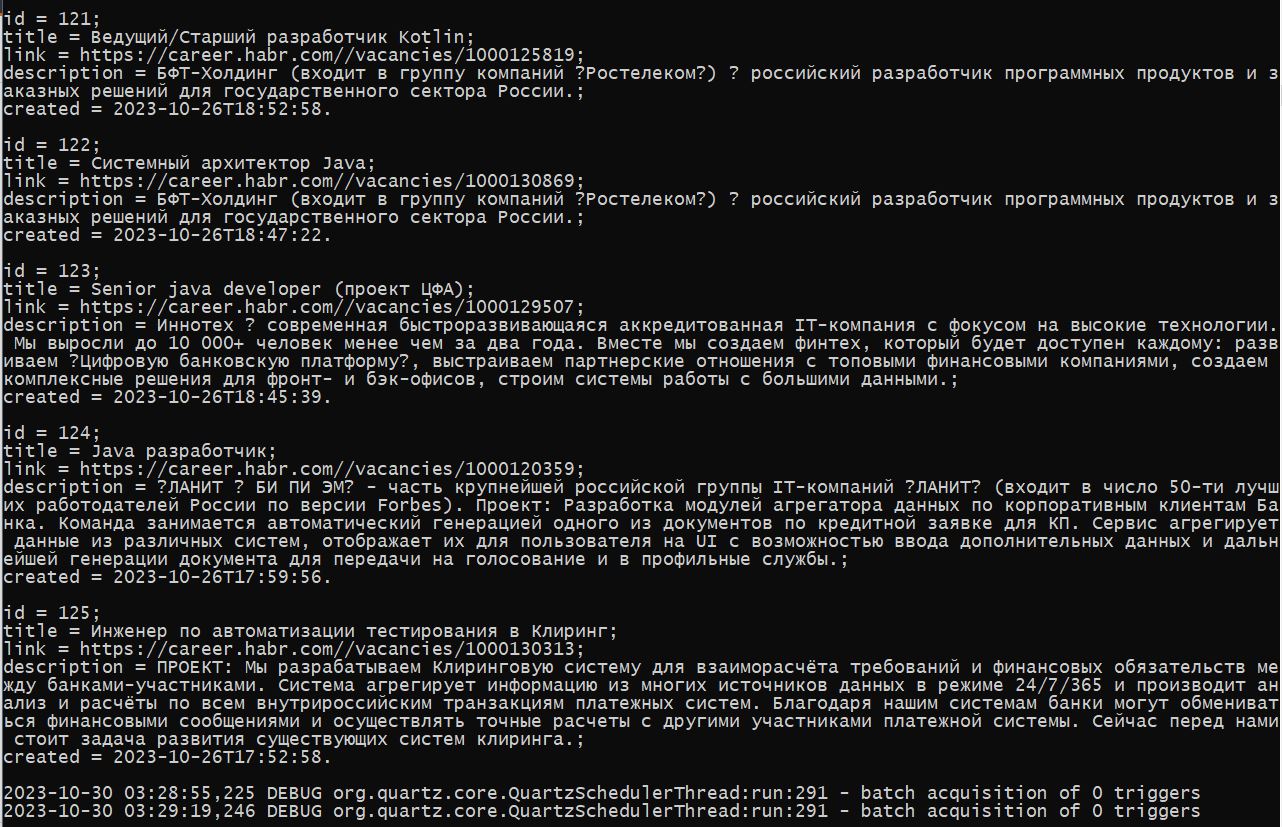 id = 121;
title = Ведущий/Старший разработчик Kotlin;
link = https://career.habr.com//vacancies/1000125819;
description = БФТ-Холдинг (входит в группу компаний ?Ростелеком?) ? российский разработчик программных продуктов и з
аказных решений для государственного сектора России.;
created = 2023-10-26T18:52:58.

id = 122;
title = Системный архитектор Java;
link = https://career.habr.com//vacancies/1000130869;
description = БФТ-Холдинг (входит в группу компаний ?Ростелеком?) ? российский разработчик программных продуктов и з
аказных решений для государственного сектора России.;
created = 2023-10-26T18:47:22.

id = 123;
title = Senior java developer (проект ЦФА);
link = https://career.habr.com//vacancies/1000129507;
description = Иннотех ? современная быстроразвивающаяся аккредитованная IT-компания с фокусом на высокие технологии.
 Мы выросли до 10 000+ человек менее чем за два года. Вместе мы создаем финтех, который будет доступен каждому: разв
иваем ?Цифровую банковскую платформу?, выстраиваем партнерские отношения с топовыми финансовыми компаниями, создаем
комплексные решения для фронт- и бэк-офисов, строим системы работы с большими данными.;
created = 2023-10-26T18:45:39.

id = 124;
title = Java разработчик;
link = https://career.habr.com//vacancies/1000120359;
description = ?ЛАНИТ ? БИ ПИ ЭМ? - часть крупнейшей российской группы IT-компаний ?ЛАНИТ? (входит в число 50-ти лучш
их работодателей России по версии Forbes). Проект: Разработка модулей агрегатора данных по корпоративным клиентам Ба
нка. Команда занимается автоматический генерацией одного из документов по кредитной заявке для КП. Сервис агрегирует
 данные из различных систем, отображает их для пользователя на UI с возможностью ввода дополнительных данных и дальн
ейшей генерации документа для передачи на голосование и в профильные службы.;
created = 2023-10-26T17:59:56.

id = 125;
title = Инженер по автоматизации тестирования в Клиринг;
link = https://career.habr.com//vacancies/1000130313;
description = ПРОЕКТ: Мы разрабатываем Клиринговую систему для взаиморасчёта требований и финансовых обязательств ме
жду банками-участниками. Система агрегирует информацию из многих источников данных в режиме 24/7/365 и производит ан
ализ и расчёты по всем внутрироссийским транзакциям платежных систем. Благодаря нашим системам банки могут обмениват
ься финансовыми сообщениями и осуществлять точные расчеты с другими участниками платежной системы. Сейчас перед нами
 стоит задача развития существующих систем клиринга.;
created = 2023-10-26T17:52:58.

2023-10-30 03:28:55,225 DEBUG org.quartz.core.QuartzSchedulerThread:run:291 - batch acquisition of 0 triggers
2023-10-30 03:29:19,246 DEBUG org.quartz.core.QuartzSchedulerThread:run:291 - batch acquisition of 0 triggers